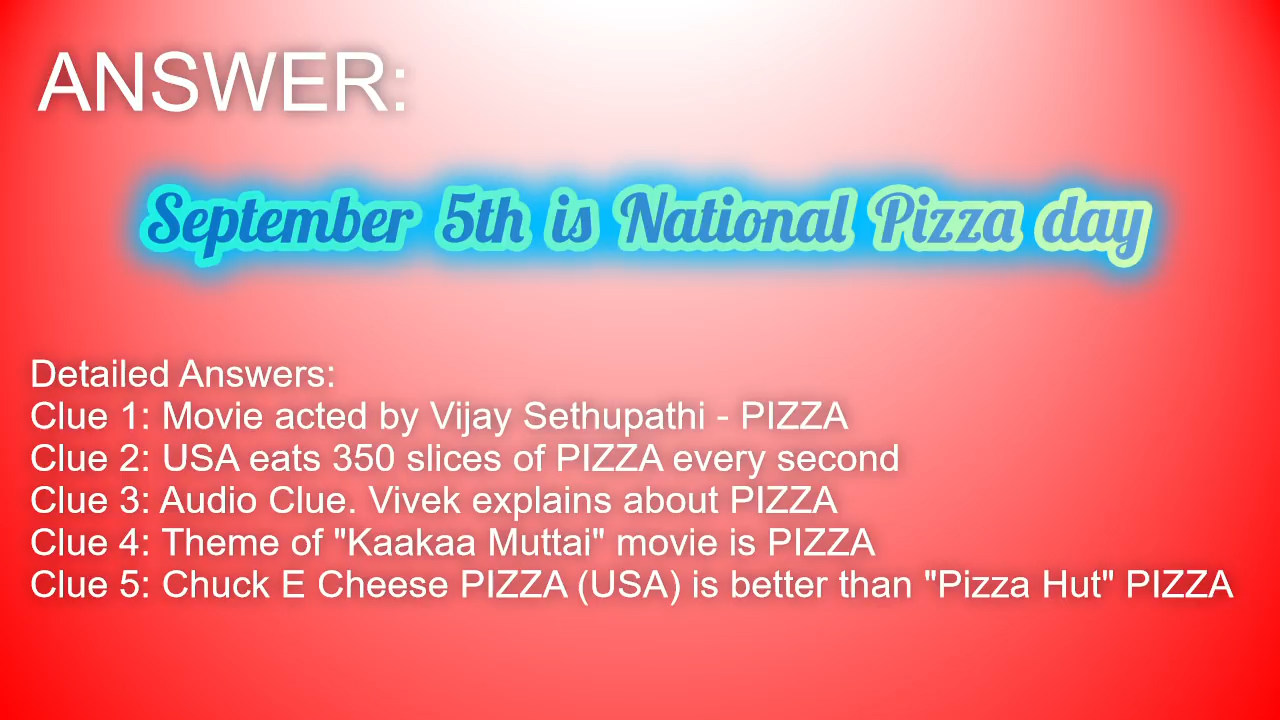 ANSWER:
September 5th is National Pizza day
Detailed Answers:
Clue 1: Movie acted by Vijay Sethupathi - PIZZA
Clue 2: USA eats 350 slices of PIZZA every second
Clue 3: Audio Clue. Vivek explains about PIZZA
Clue 4: Theme of "Kaakaa Muttai" movie is PIZZA
Clue 5: Chuck E Cheese PIZZA (USA) is better than "Pizza Hut" PIZZA